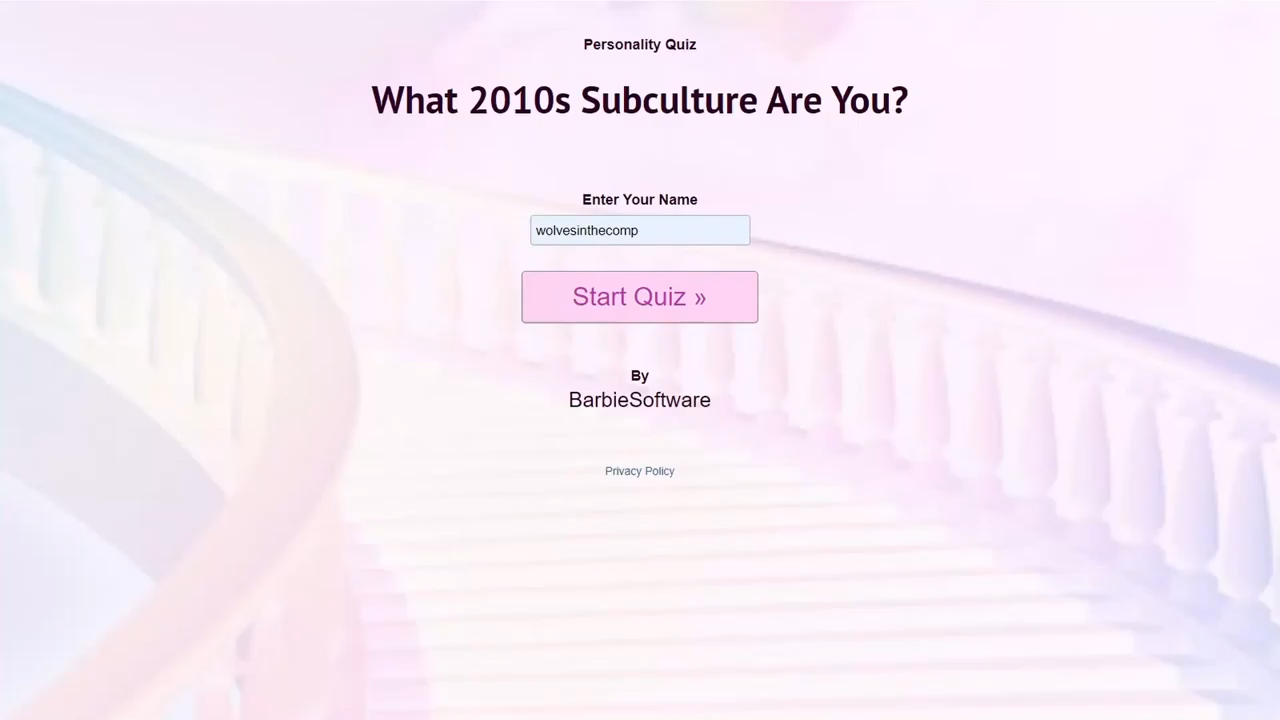 Personality Quiz
What 2010s Subculture Are You?
Enter Your Name
wolvesinthecomp
Start Quiz »
By
BarbieSoftware
Privacy Policy